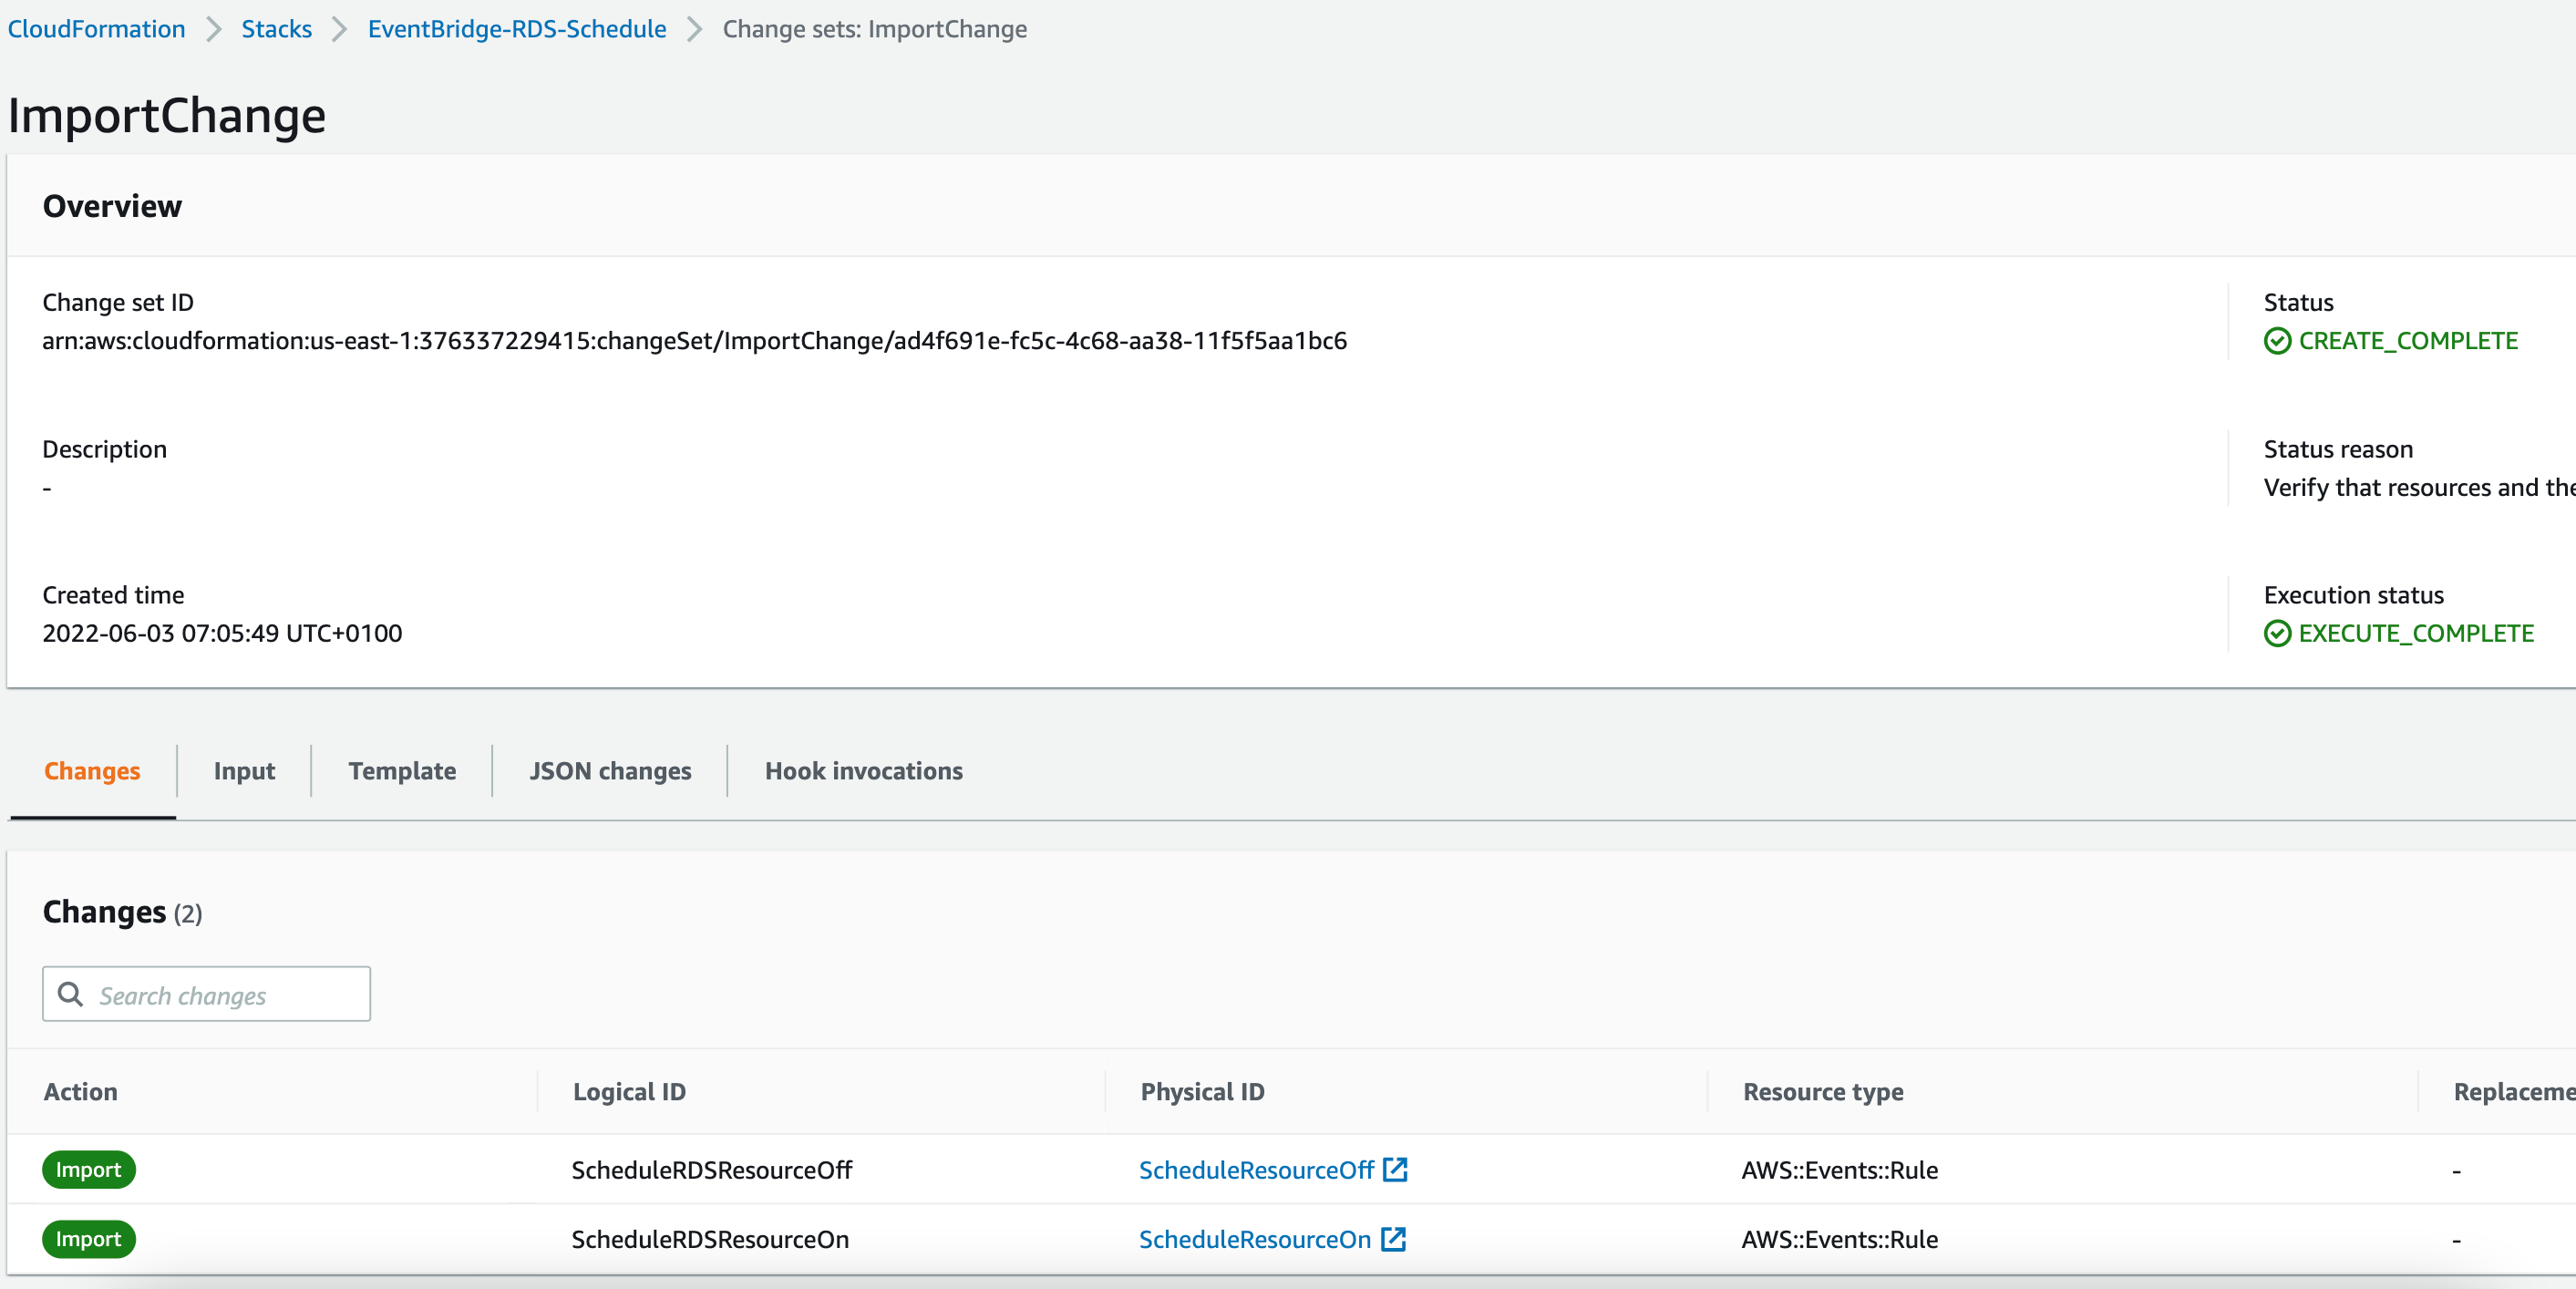 CloudFormation Stacks EventBridge-RDS-Schedule Change sets: ImportChange
ImportChange
Overview
Change set ID
arn:aws:cloudformation:us-east-1:376337229415:changeSet/ImportChange/ad4f691e-fc5c-4c68-aa38-11f5f5aa1bc6
Status
CREATE_COMPLETE
Description
-
Status reason
Verify that resources and the
Created time
2022-06-03 07:05:49 UTC+0100
Execution status
EXECUTE_COMPLETE
Changes Input Template JSON changes Hook invocations
Changes (2)
Search changes
Action Logical ID Physical ID Resource type Replaceme
Import ScheduleRDSResourceOff ScheduleResourceOff AWS::Events::Rule -
Import ScheduleRDSResourceOn ScheduleResourceOn AWS::Events::Rule -